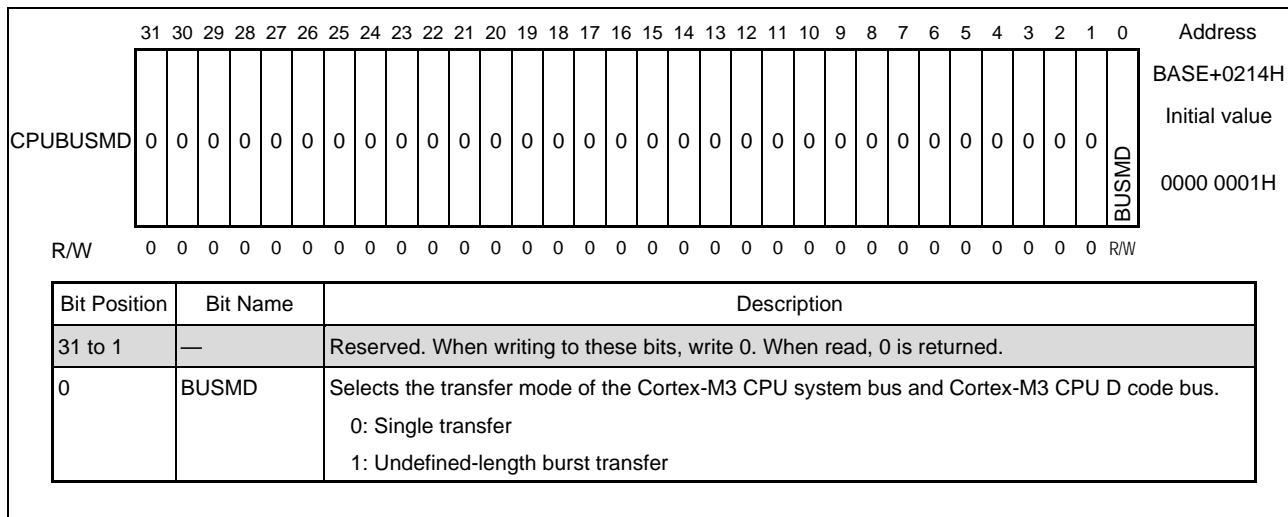 31 30 29 28 27 26 25 24 23 22 21 20 19 18 17 16 15 14 13 12 11 10 9 8 7 6 5 4 3 2 1 0 Address
BASE+0214H
Initial value
CPUBUSMD 0 0 0 0 0 0 0 0 0 0 0 0 0 0 0 0 0 0 0 0 0 0 0 0 0 0 0 0 0 0 0 BUSMD
0000 0001H
R/W 0 0 0 0 0 0 0 0 0 0 0 0 0 0 0 0 0 0 0 0 0 0 0 0 0 0 0 0 0 0 0 R/W
Bit Position Bit Name Description
31 to 1 — Reserved. When writing to these bits, write 0. When read, 0 is returned.
0 BUSMD Selects the transfer mode of the Cortex-M3 CPU system bus and Cortex-M3 CPU D code bus.
0: Single transfer
1: Undefined-length burst transfer